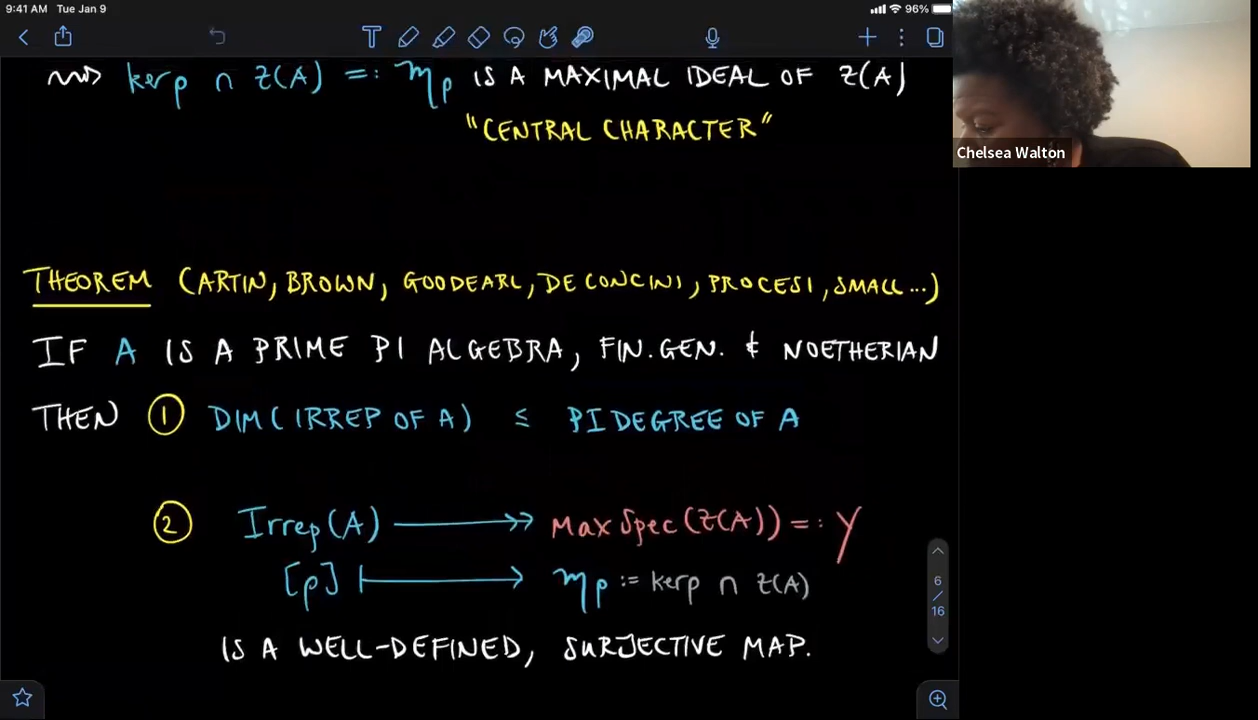 9:41 AM Tue Jan 9
96%
⇝ ker ρ ∩ Z(A) =: 𝔪ρ IS A MAXIMAL IDEAL OF Z(A)
"CENTRAL CHARACTER"
Chelsea Walton
THEOREM (ARTIN, BROWN, GOODEARL, DE CONCINI, PROCESI, SMALL...)
IF A IS A PRIME PI ALGEBRA, FIN. GEN. & NOETHERIAN
THEN ① DIM(IRREP OF A) ≤ PI DEGREE OF A
② Irrep(A) ↠ MaxSpec(Z(A)) =: Y
[ρ] ↦ 𝔪ρ := ker ρ ∩ Z(A)
IS A WELL-DEFINED, SURJECTIVE MAP.
6
/
16